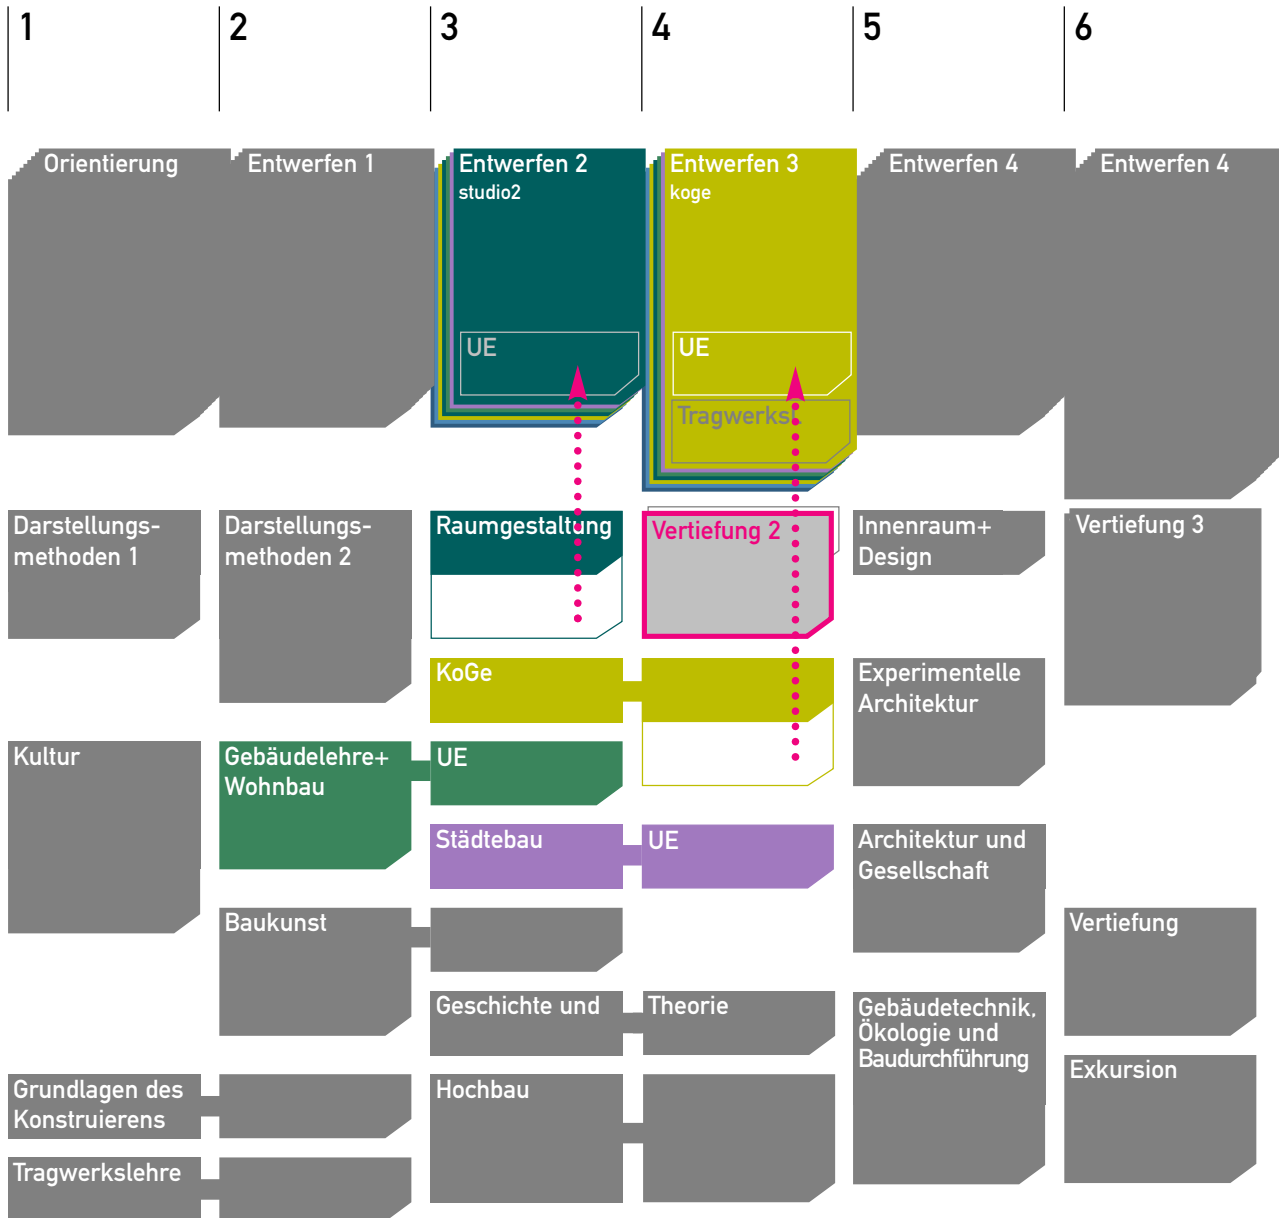 1
2
3
4
5
6
Orientierung
Entwerfen 1
Entwerfen 2
studio2
UE
Entwerfen 3
koge
UE
Tragwerksl.
Entwerfen 4
Entwerfen 4
Darstellungs-
methoden 1
Darstellungs-
methoden 2
Raumgestaltung
Vertiefung 2
Innenraum+
Design
Vertiefung 3
KoGe
Experimentelle
Architektur
Kultur
Gebäudelehre+
Wohnbau
UE
Städtebau
UE
Architektur und
Gesellschaft
Baukunst
Vertiefung
Geschichte und
Theorie
Gebäudetechnik,
Ökologie und
Baudurchführung
Grundlagen des
Konstruierens
Hochbau
Exkursion
Tragwerkslehre